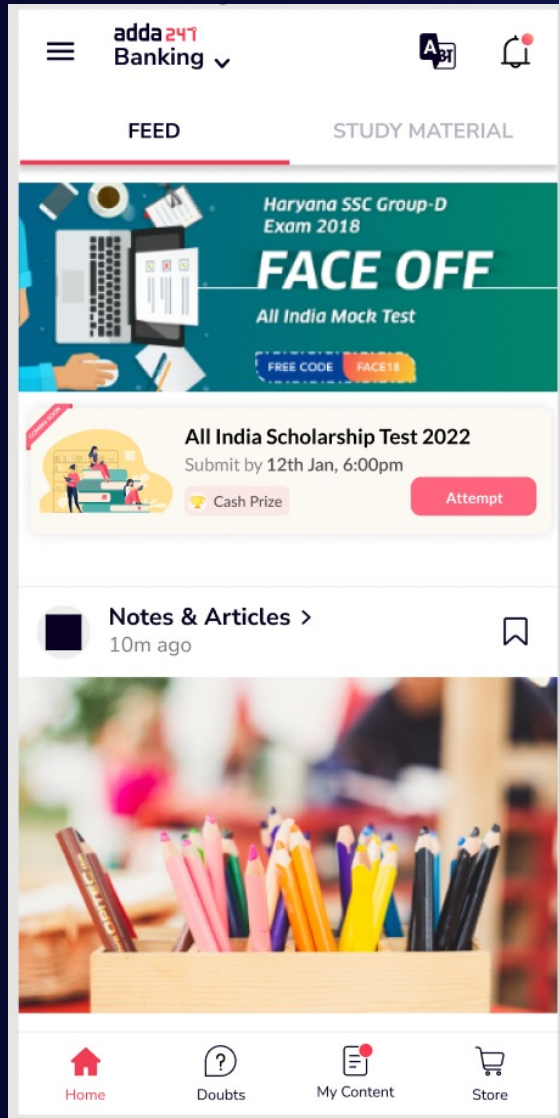 adda247
Banking
A अ
FEED
STUDY MATERIAL
Haryana SSC Group-D
Exam 2018
FACE OFF
All India Mock Test
FREE CODE FACE18
COMING SOON
All India Scholarship Test 2022
Submit by 12th Jan, 6:00pm
Cash Prize
Attempt
Notes & Articles >
10m ago
Home
Doubts
My Content
Store